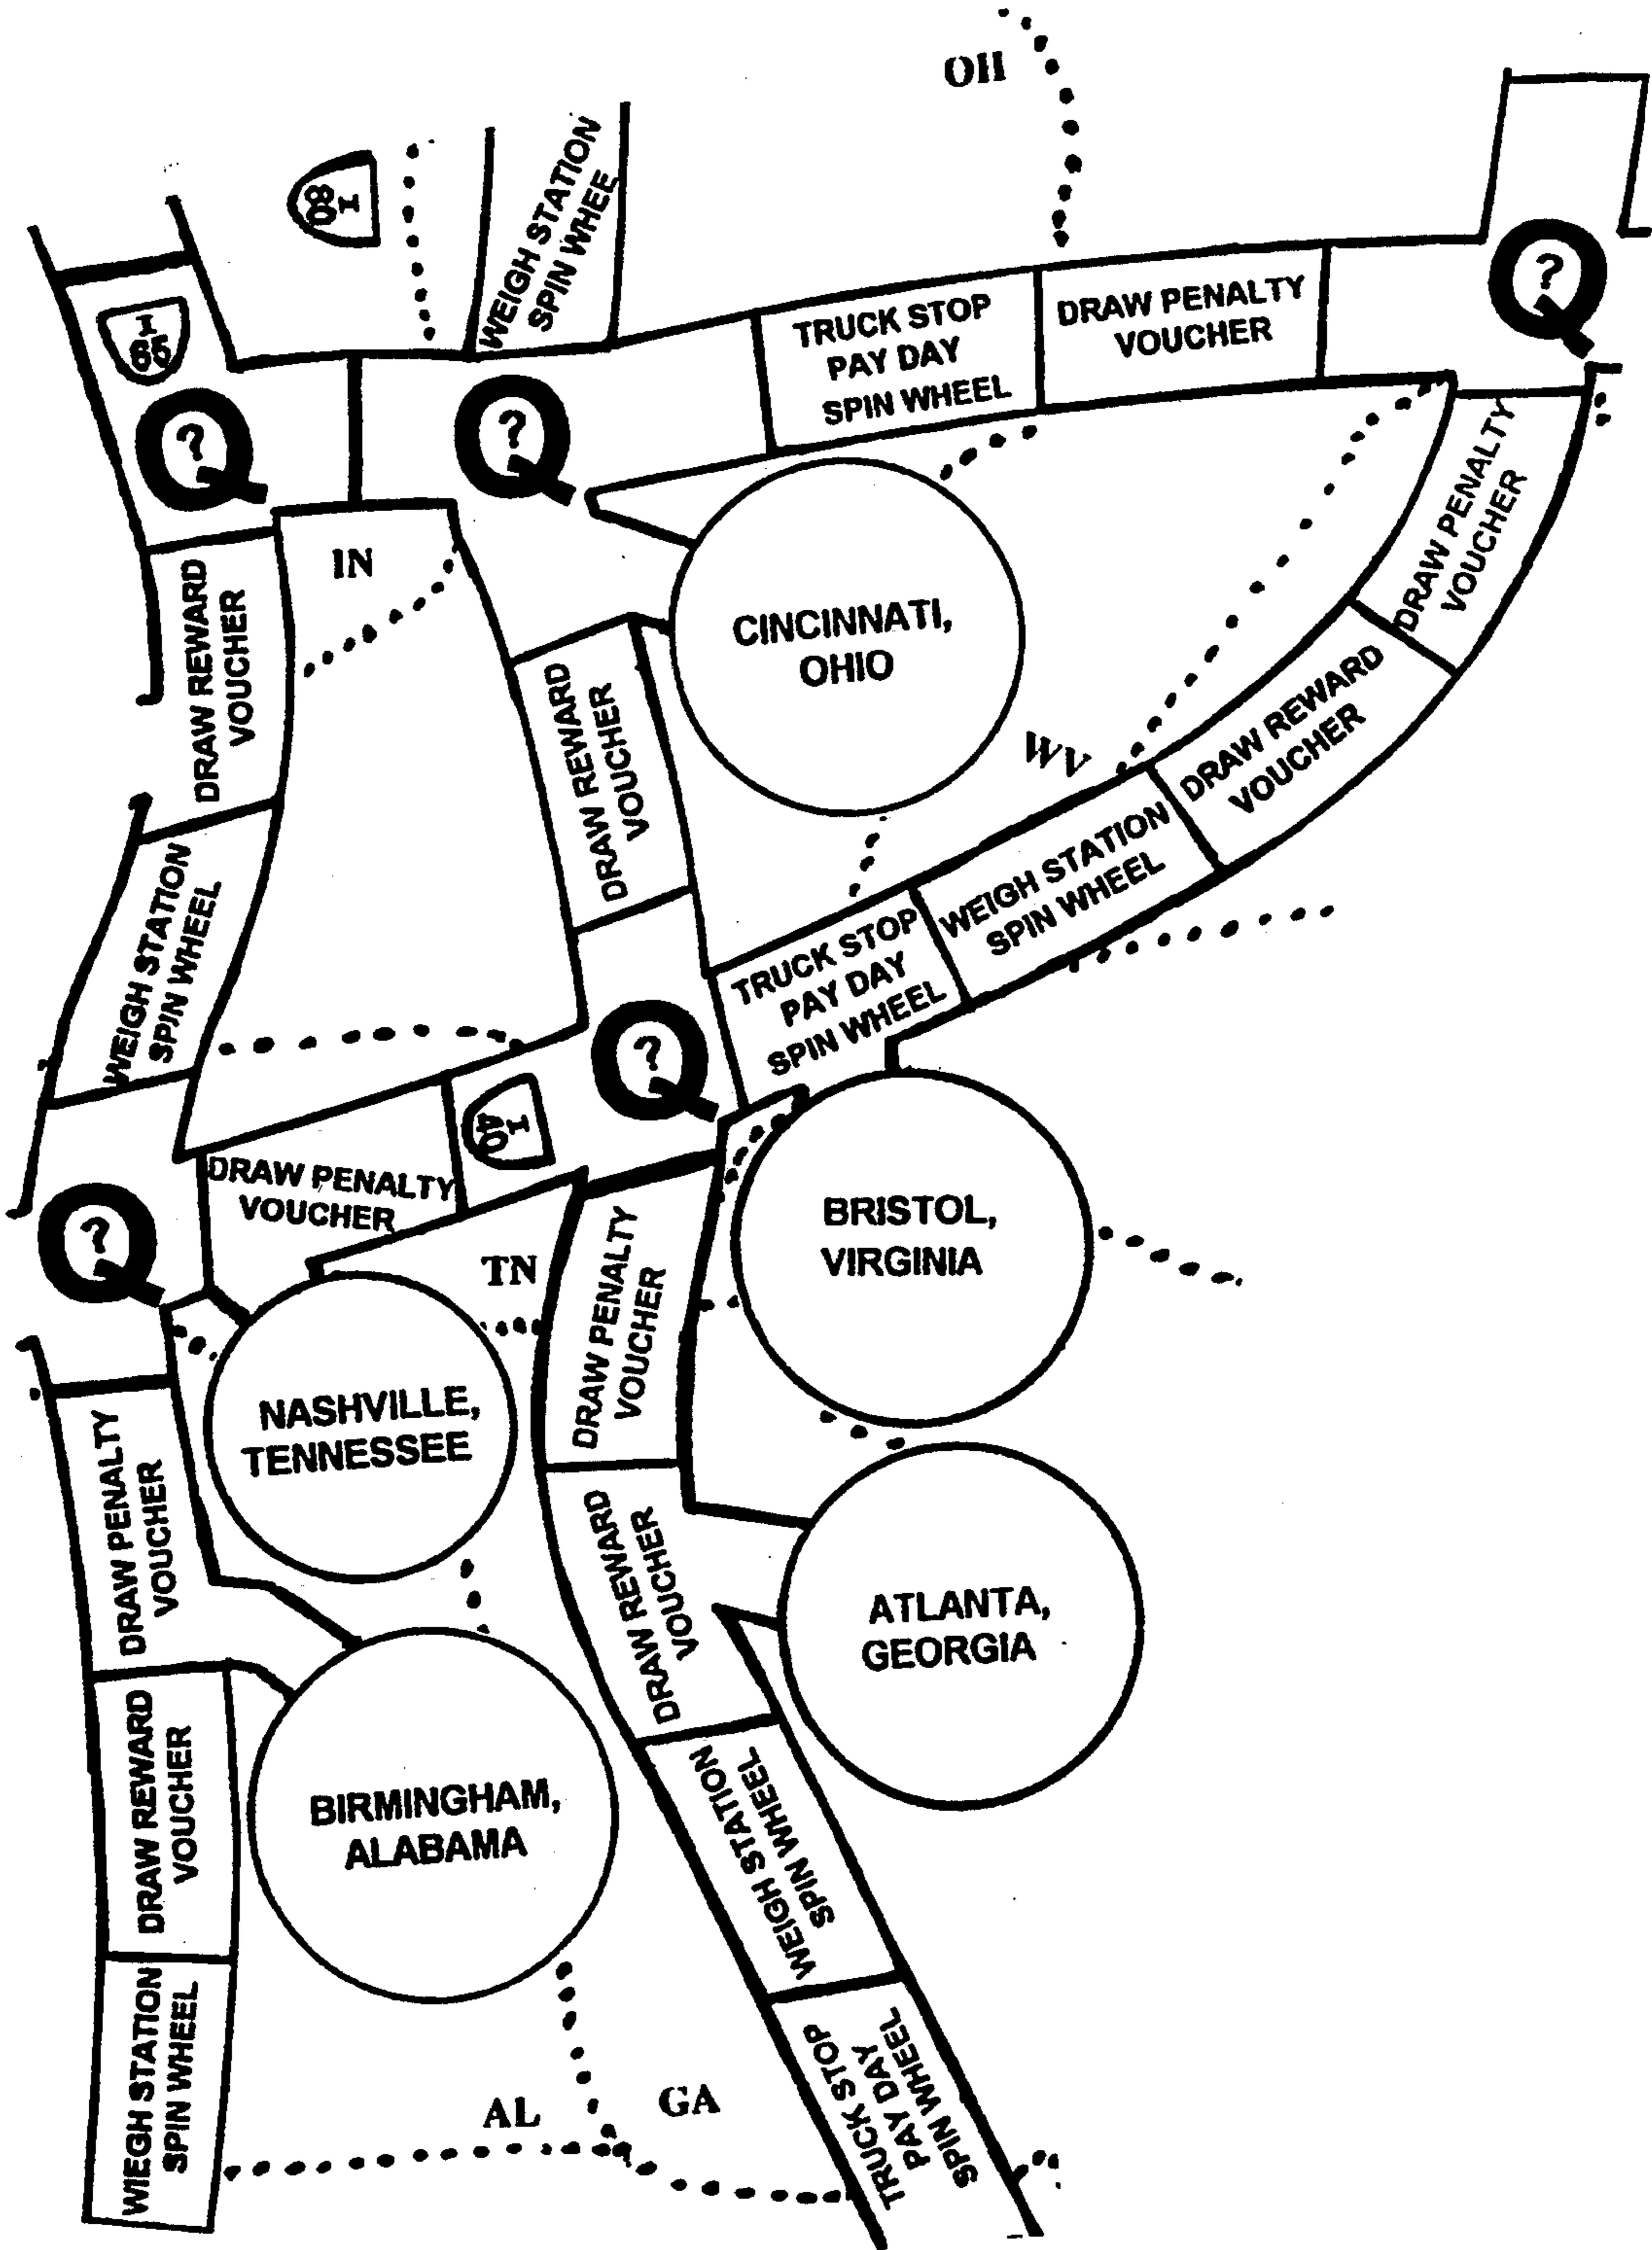 OH
I
80
WEIGH STATION
SPIN WHEE
I
65
Q
?
Q
?
TRUCK STOP
PAY DAY
SPIN WHEEL
DRAW PENALTY
VOUCHER
Q
?
IN
DRAW REWARD
VOUCHER
DRAW REWARD
VOUCHER
CINCINNATI,
OHIO
DRAW PENALTY
VOUCHER
DRAW REWARD
VOUCHER
WV
WEIGH STATION
SPIN WHEEL
WEIGH STATION
SPIN WHEEL
TRUCK STOP
PAY DAY
SPIN WHEEL
Q
?
I
40
DRAW PENALTY
VOUCHER
Q
?
TN
BRISTOL,
VIRGINIA
DRAW PENALTY
VOUCHER
NASHVILLE,
TENNESSEE
DRAW PENALTY
VOUCHER
DRAW REWARD
VOUCHER
ATLANTA,
GEORGIA
DRAW REWARD
VOUCHER
BIRMINGHAM,
ALABAMA
WEIGH STATION
SPIN WHEEL
WIEGH STATION
SPIN WHEEL
TRUCK STOP
PAY DAY
SPIN WHEEL
AL
GA